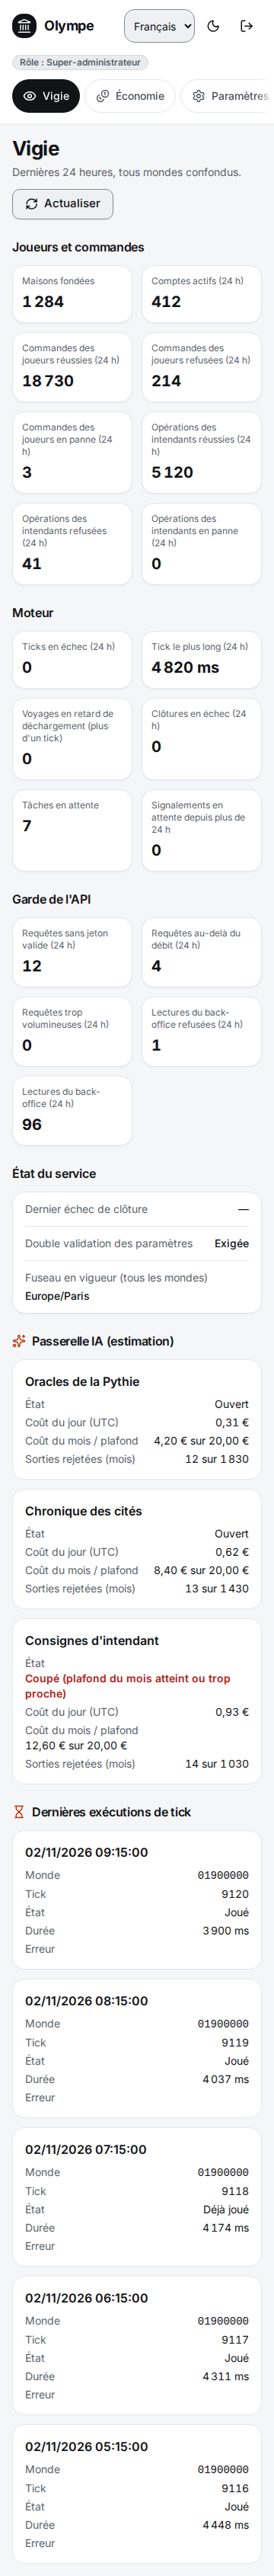 Olympe
Français
Rôle : Super-administrateur
Vigie
Économie
Paramètres
Vigie
Dernières 24 heures, tous mondes confondus.
Actualiser
Joueurs et commandes
Maisons fondées
1 284
Comptes actifs (24 h)
412
Commandes des
joueurs réussies (24 h)
18 730
Commandes des
joueurs refusées (24 h)
214
Commandes des
joueurs en panne (24
h)
3
Opérations des
intendants réussies (24
h)
5 120
Opérations des
intendants refusées
(24 h)
41
Opérations des
intendants en panne
(24 h)
0
Moteur
Ticks en échec (24 h)
0
Tick le plus long (24 h)
4 820 ms
Voyages en retard de
déchargement (plus
d'un tick)
0
Clôtures en échec (24
h)
0
Tâches en attente
7
Signalements en
attente depuis plus de
24 h
0
Garde de l'API
Requêtes sans jeton
valide (24 h)
12
Requêtes au-delà du
débit (24 h)
4
Requêtes trop
volumineuses (24 h)
0
Lectures du back-
office refusées (24 h)
1
Lectures du back-
office (24 h)
96
État du service
Dernier échec de clôture —
Double validation des paramètres Exigée
Fuseau en vigueur (tous les mondes)
Europe/Paris
Passerelle IA (estimation)
Oracles de la Pythie
État Ouvert
Coût du jour (UTC) 0,31 €
Coût du mois / plafond 4,20 € sur 20,00 €
Sorties rejetées (mois) 12 sur 1 830
Chronique des cités
État Ouvert
Coût du jour (UTC) 0,62 €
Coût du mois / plafond 8,40 € sur 20,00 €
Sorties rejetées (mois) 13 sur 1 430
Consignes d'intendant
État
Coupé (plafond du mois atteint ou trop
proche)
Coût du jour (UTC) 0,93 €
Coût du mois / plafond
12,60 € sur 20,00 €
Sorties rejetées (mois) 14 sur 1 030
Dernières exécutions de tick
02/11/2026 09:15:00
Monde 01900000
Tick 9120
État Joué
Durée 3 900 ms
Erreur
02/11/2026 08:15:00
Monde 01900000
Tick 9119
État Joué
Durée 4 037 ms
Erreur
02/11/2026 07:15:00
Monde 01900000
Tick 9118
État Déjà joué
Durée 4 174 ms
Erreur
02/11/2026 06:15:00
Monde 01900000
Tick 9117
État Joué
Durée 4 311 ms
Erreur
02/11/2026 05:15:00
Monde 01900000
Tick 9116
État Joué
Durée 4 448 ms
Erreur